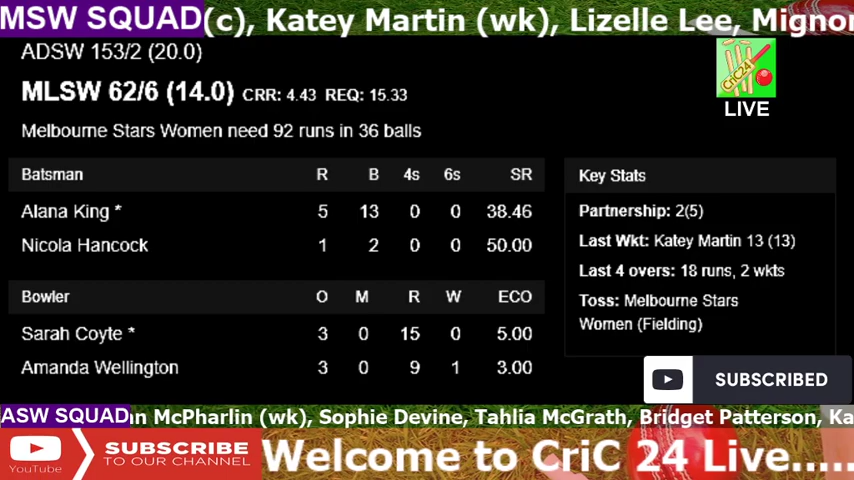 MSW SQUAD (c), Katey Martin (wk), Lizelle Lee, Mignon
ADSW 153/2 (20.0)
MLSW 62/6 (14.0) CRR: 4.43 REQ: 15.33
CriC24
LIVE
Melbourne Stars Women need 92 runs in 36 balls
Batsman R B 4s 6s SR
Alana King * 5 13 0 0 38.46
Nicola Hancock 1 2 0 0 50.00
Bowler O M R W ECO
Sarah Coyte * 3 0 15 0 5.00
Amanda Wellington 3 0 9 1 3.00
Key Stats
Partnership: 2(5)
Last Wkt: Katey Martin 13 (13)
Last 4 overs: 18 runs, 2 wkts
Toss: Melbourne Stars
Women (Fielding)
SUBSCRIBED
ASW SQUAD nn McPharlin (wk), Sophie Devine, Tahlia McGrath, Bridget Patterson, Ka
YouTube
SUBSCRIBE
TO OUR CHANNEL
Welcome to CriC 24 Live.....